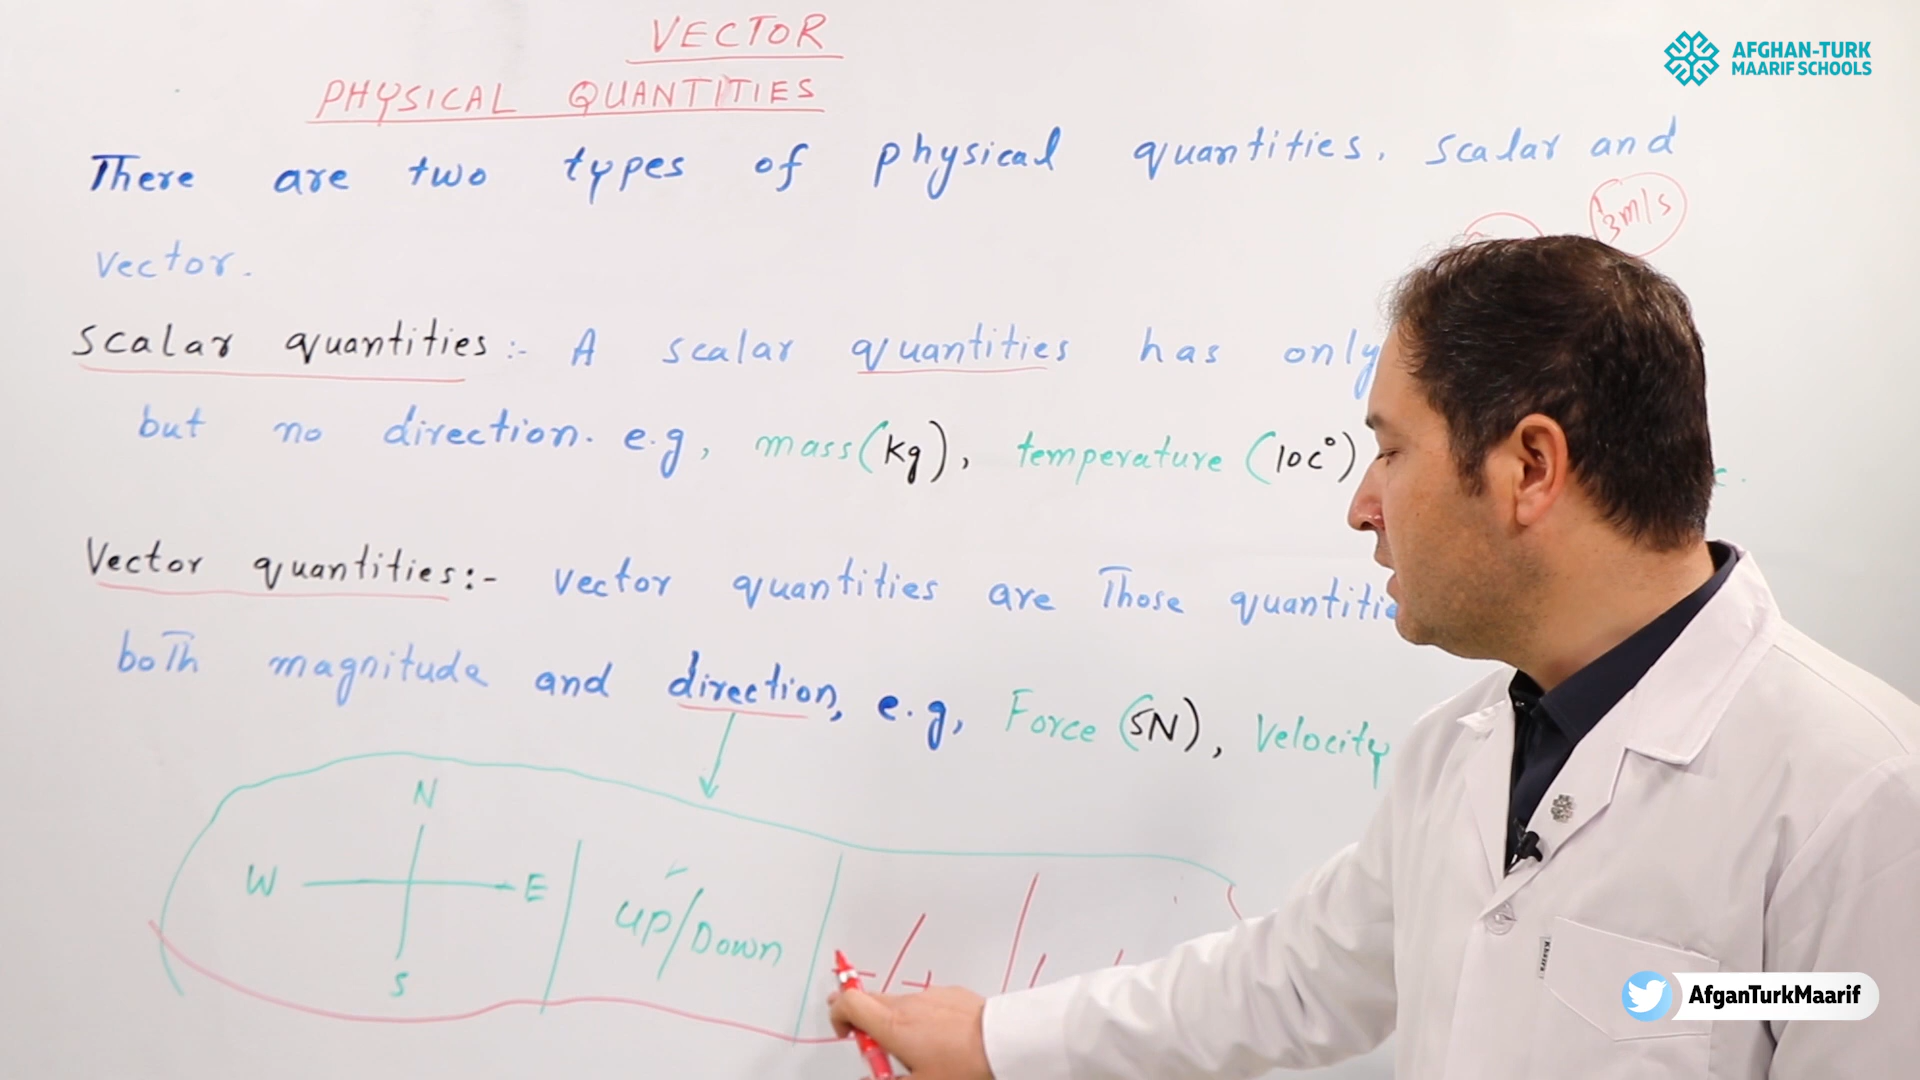 VECTOR
PHYSICAL QUANTITIES
AFGHAN-TURK
MAARIF SCHOOLS
There are two types of physical quantities. scalar and
3m/s
vector.
Scalar quantities :- A scalar quantities has only
but no direction. e.g, mass(kg), temperature (10c°)
Vector quantities:- Vector quantities are Those
both magnitude and direction, e.g, Force (5N), Velocity
N
W E
S
up/Down
-/+
AfganTurkMaarif